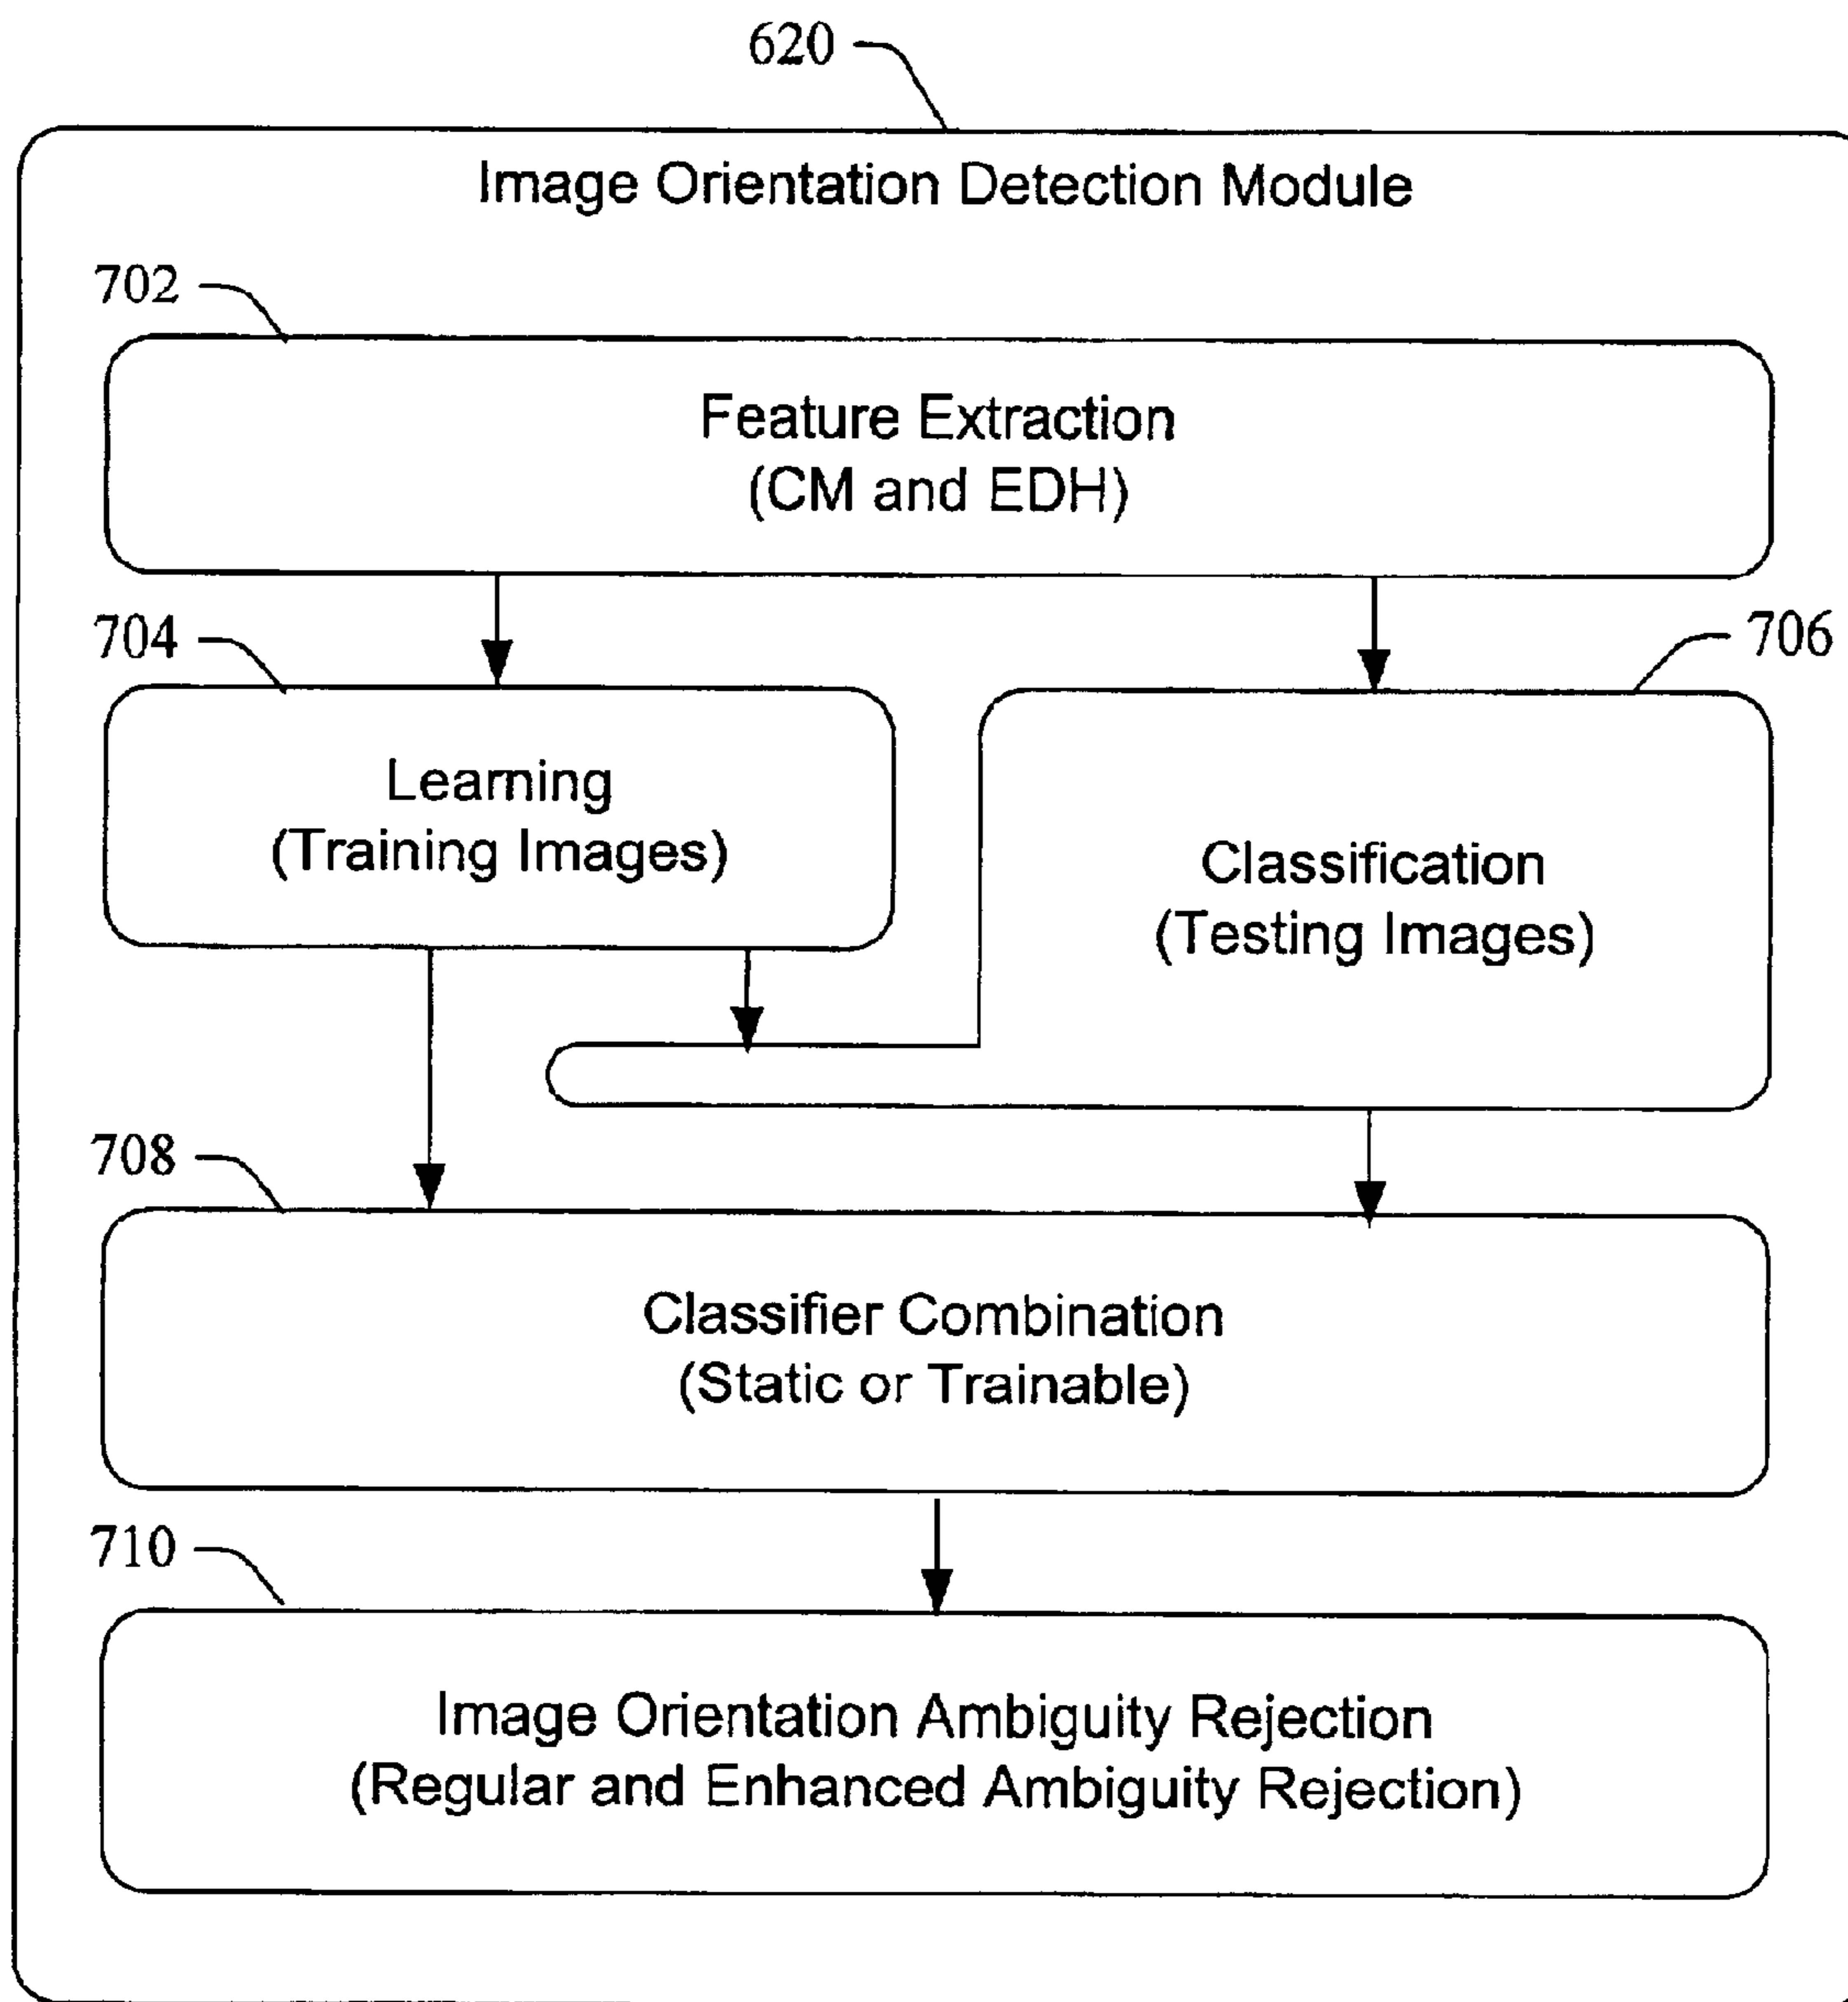 620
Image Orientation Detection Module
702
Feature Extraction
(CM and EDH)
704
706
Learning
(Training Images)
Classification
(Testing Images)
708
Classifier Combination
(Static or Trainable)
710
Image Orientation Ambiguity Rejection
(Regular and Enhanced Ambiguity Rejection)